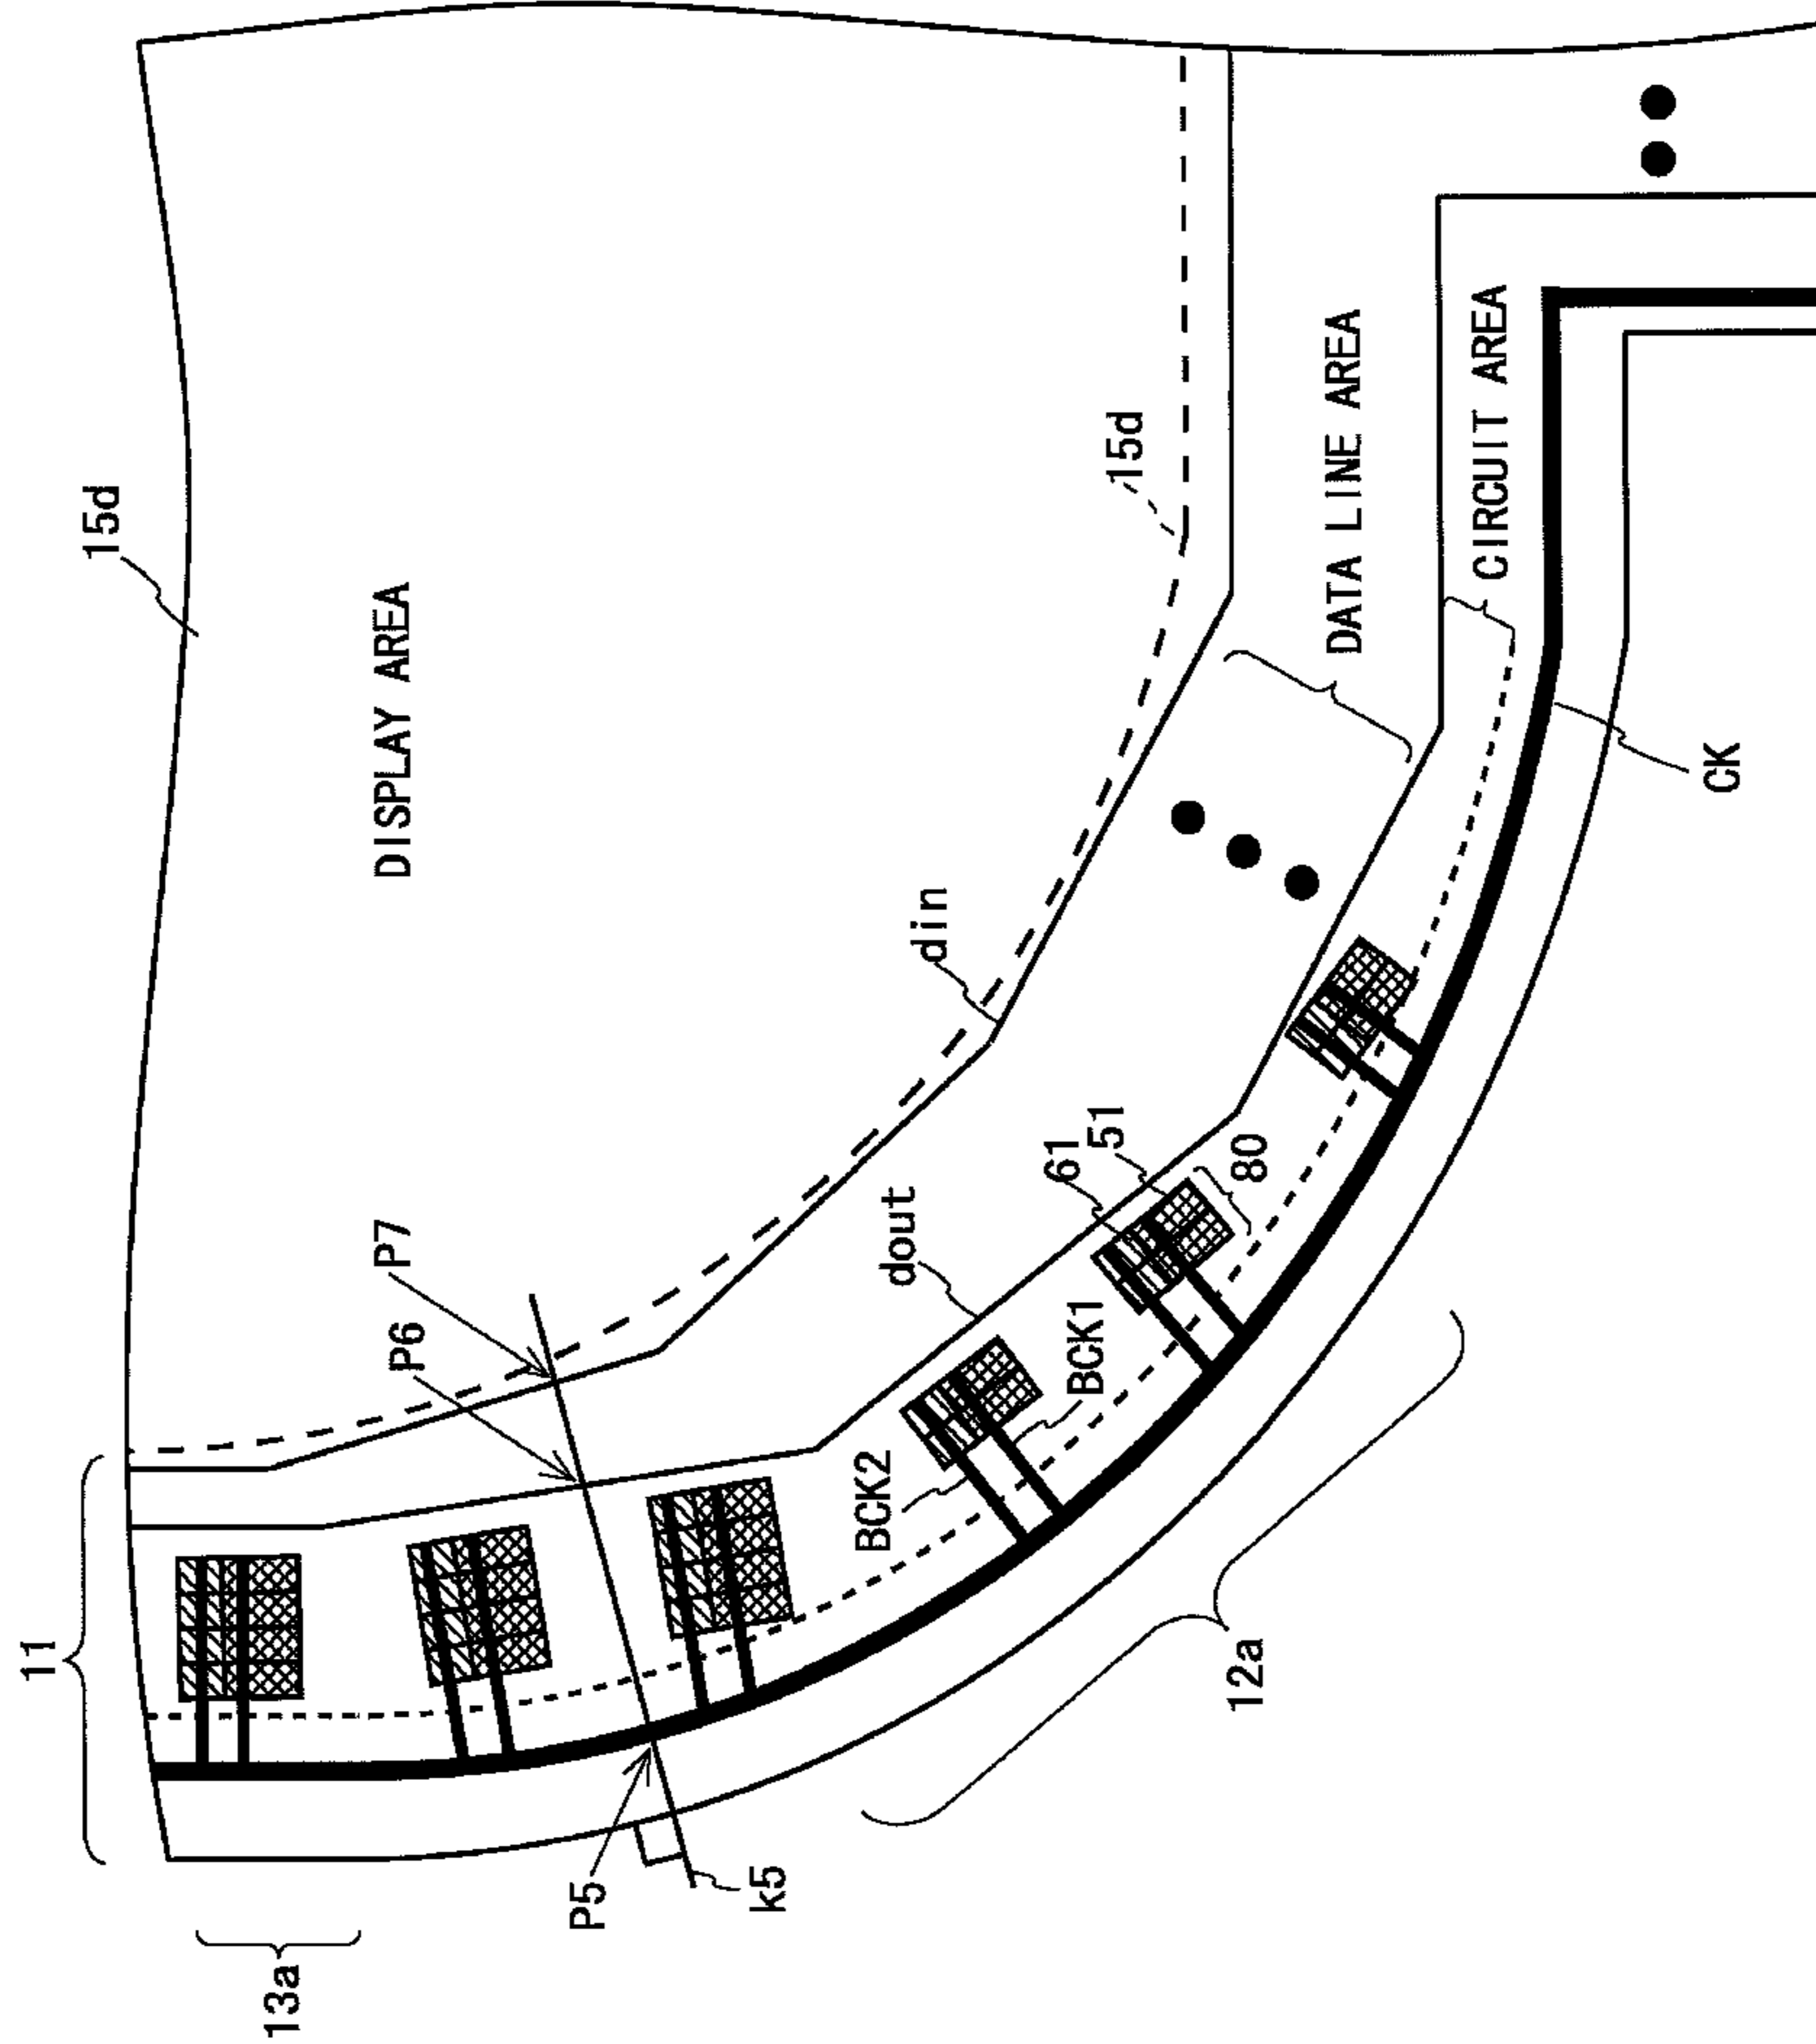 11
13a
15d
DISPLAY AREA
P7
P6
P5
k5
din
15d
DATA LINE AREA
CIRCUIT AREA
dout
61
51
80
BCK2
BCK1
CK
12a